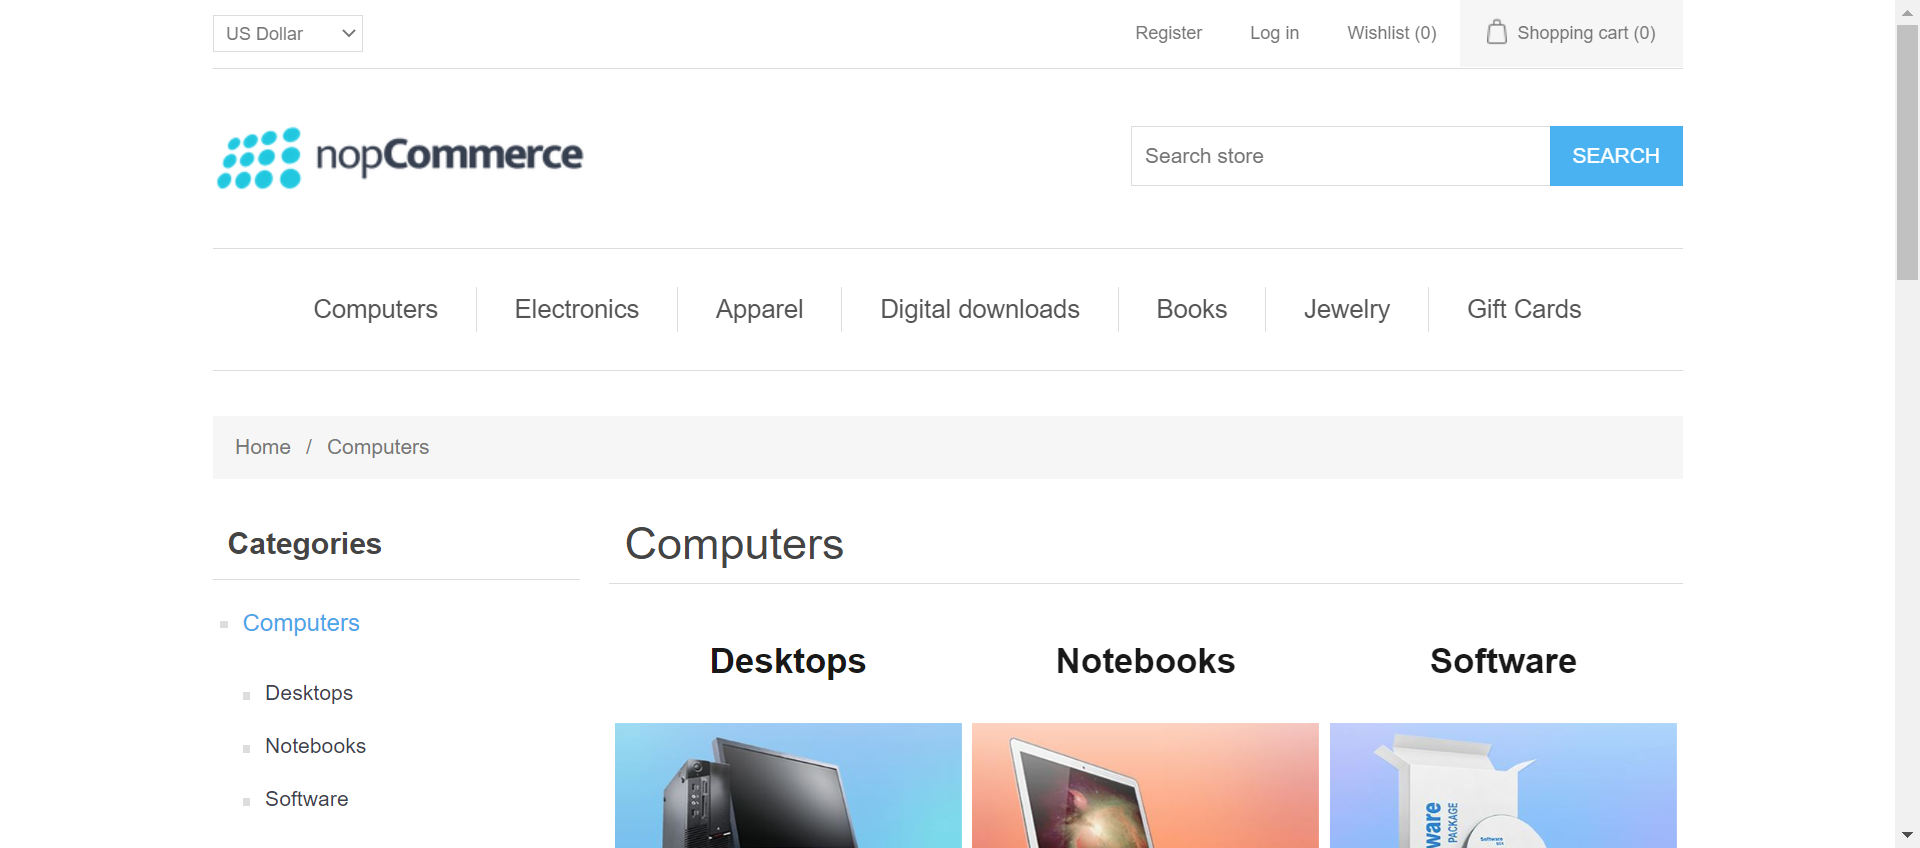 US Dollar
Register
Log in
Wishlist (0)
Shopping cart (0)
nopCommerce
Search store
SEARCH
Computers
Electronics
Apparel
Digital downloads
Books
Jewelry
Gift Cards
Home / Computers
Categories
Computers
Desktops
Notebooks
Software
Computers
Desktops
Notebooks
Software
ware
PACKAGE
Software